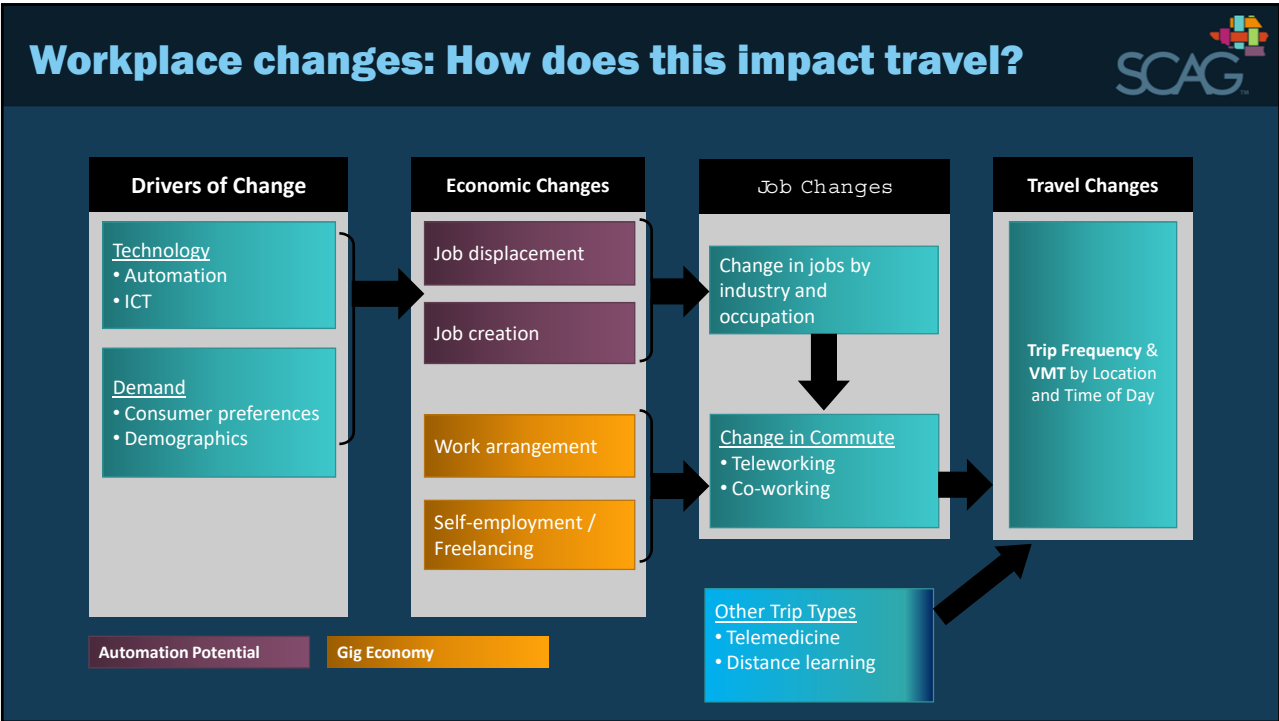 Workplace changes: How does this impact travel?
SCAG™
Drivers of Change
Technology
• Automation
• ICT
Demand
• Consumer preferences
• Demographics
Economic Changes
Job displacement
Job creation
Work arrangement
Self-employment /
Freelancing
Job Changes
Change in jobs by
industry and
occupation
Change in Commute
• Teleworking
• Co-working
Travel Changes
Trip Frequency &
VMT by Location
and Time of Day
Other Trip Types
• Telemedicine
• Distance learning
Automation Potential
Gig Economy